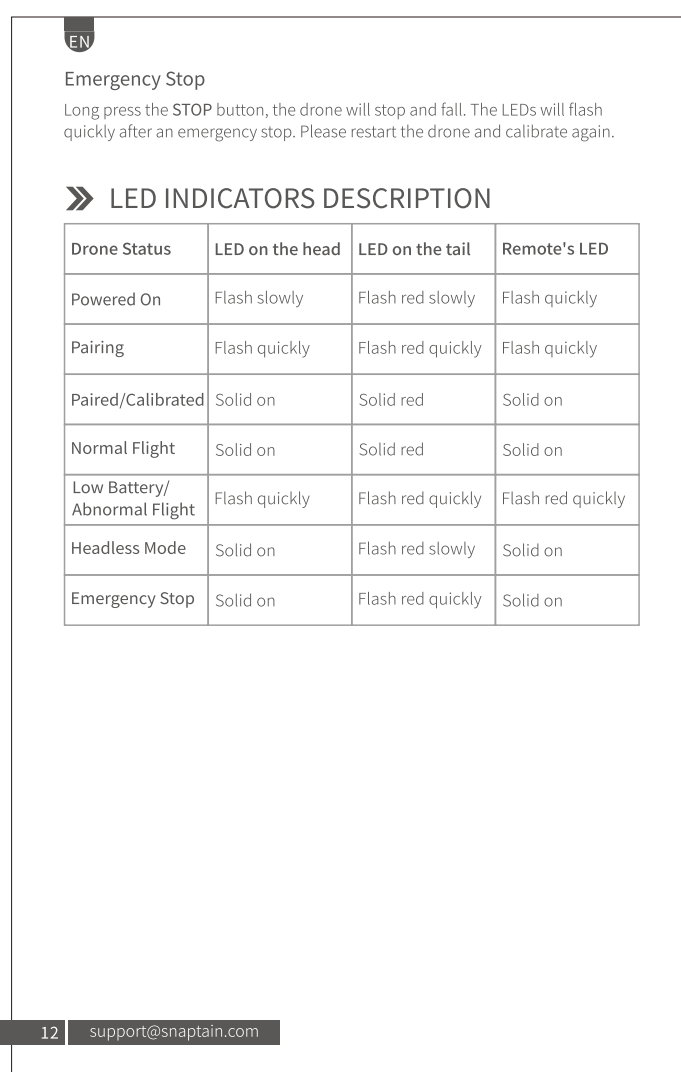 EN
Emergency Stop
Long press the STOP button, the drone will stop and fall. The LEDs will flash
quickly after an emergency stop. Please restart the drone and calibrate again.
LED INDICATORS DESCRIPTION
Drone Status LED on the head LED on the tail Remote's LED
Powered On Flash slowly Flash red slowly Flash quickly
Pairing Flash quickly Flash red quickly Flash quickly
Paired/Calibrated Solid on Solid red Solid on
Normal Flight Solid on Solid red Solid on
Low Battery/
Abnormal Flight Flash quickly Flash red quickly Flash red quickly
Headless Mode Solid on Flash red slowly Solid on
Emergency Stop Solid on Flash red quickly Solid on
12 support@snaptain.com